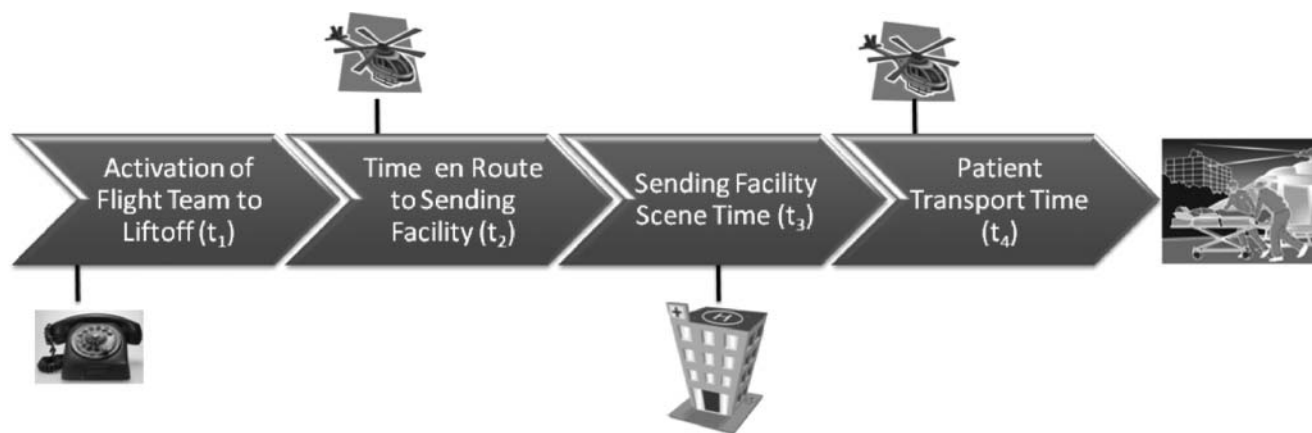 Activation of
Flight Team to
Liftoff (t₁)
Time en Route
to Sending
Facility (t₂)
Sending Facility
Scene Time (t₃)
Patient
Transport Time
(t₄)
H